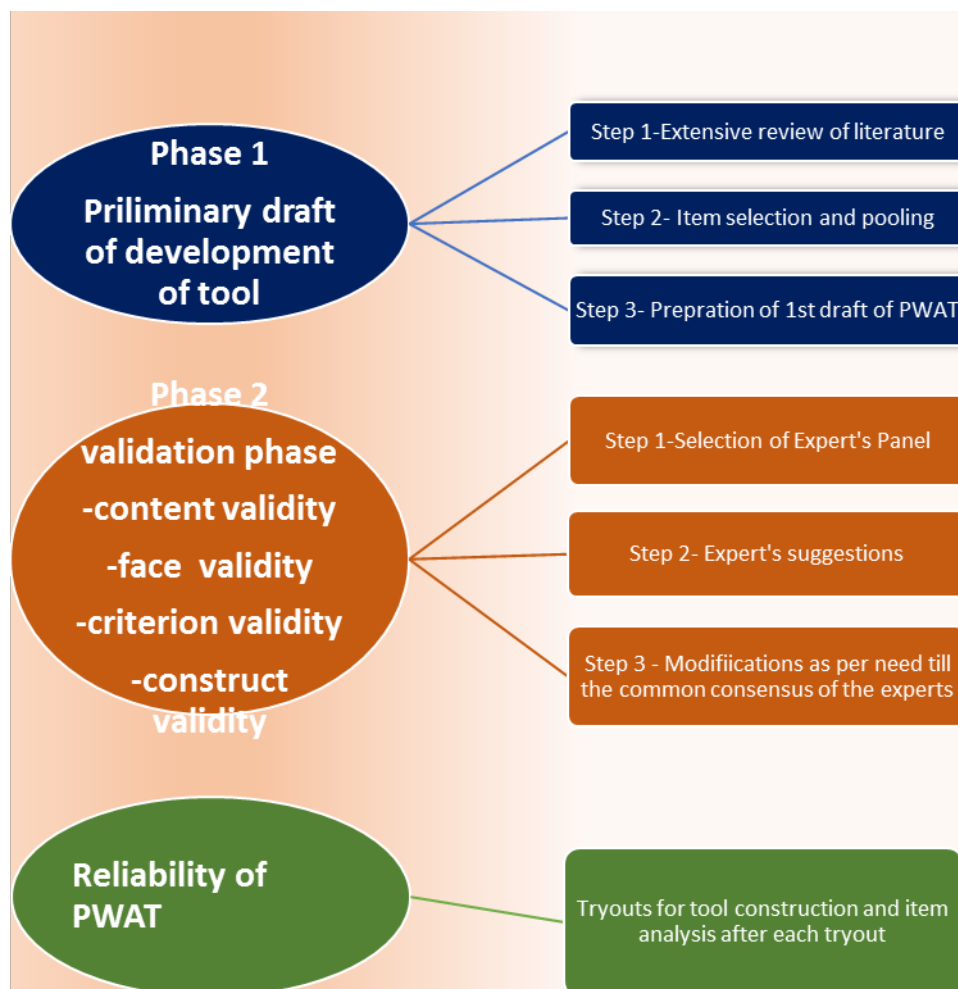 Phase 1
Priliminary draft
of development
of tool
Step 1-Extensive review of literature
Step 2- Item selection and pooling
Step 3- Prepration of 1st draft of PWAT
Phase 2
validation phase
-content validity
-face validity
-criterion validity
-construct
validity
Step 1-Selection of Expert's Panel
Step 2- Expert's suggestions
Step 3 - Modifiications as per need till
the common consensus of the experts
Reliability of
PWAT
Tryouts for tool construction and item
analysis after each tryout